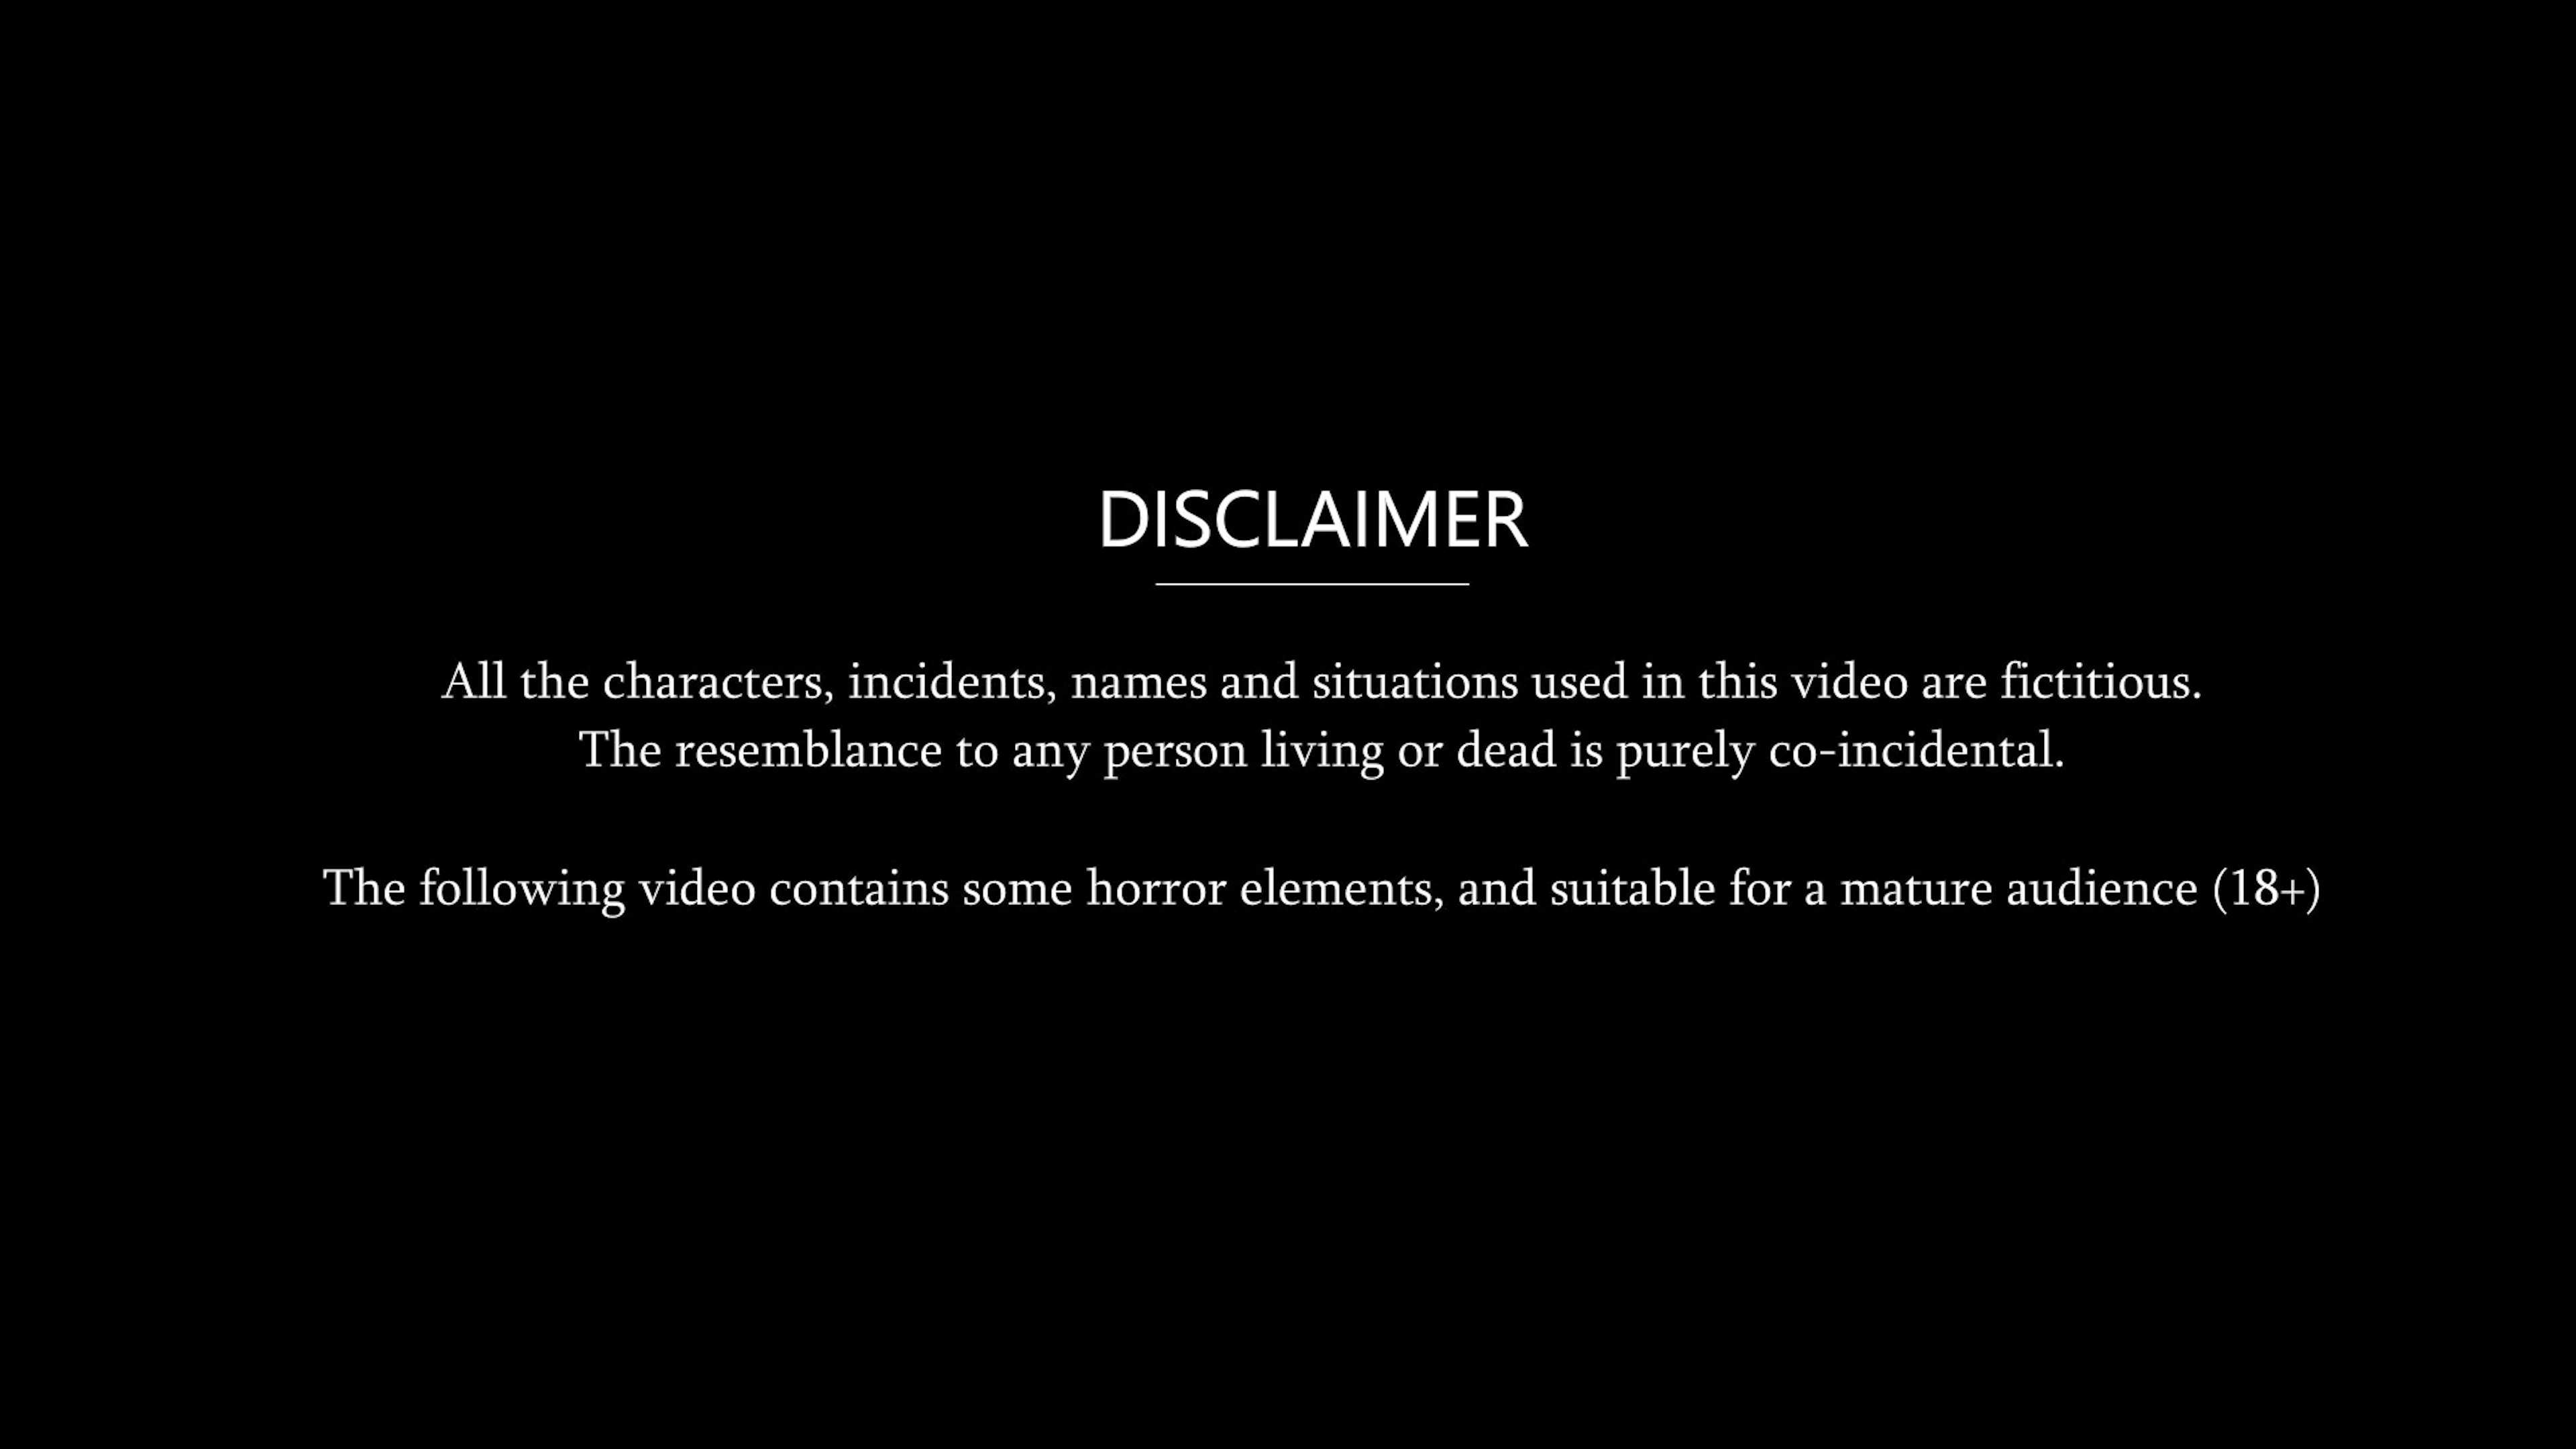 DISCLAIMER
All the characters, incidents, names and situations used in this video are fictitious.
The resemblance to any person living or dead is purely co-incidental.
The following video contains some horror elements, and suitable for a mature audience (18+)